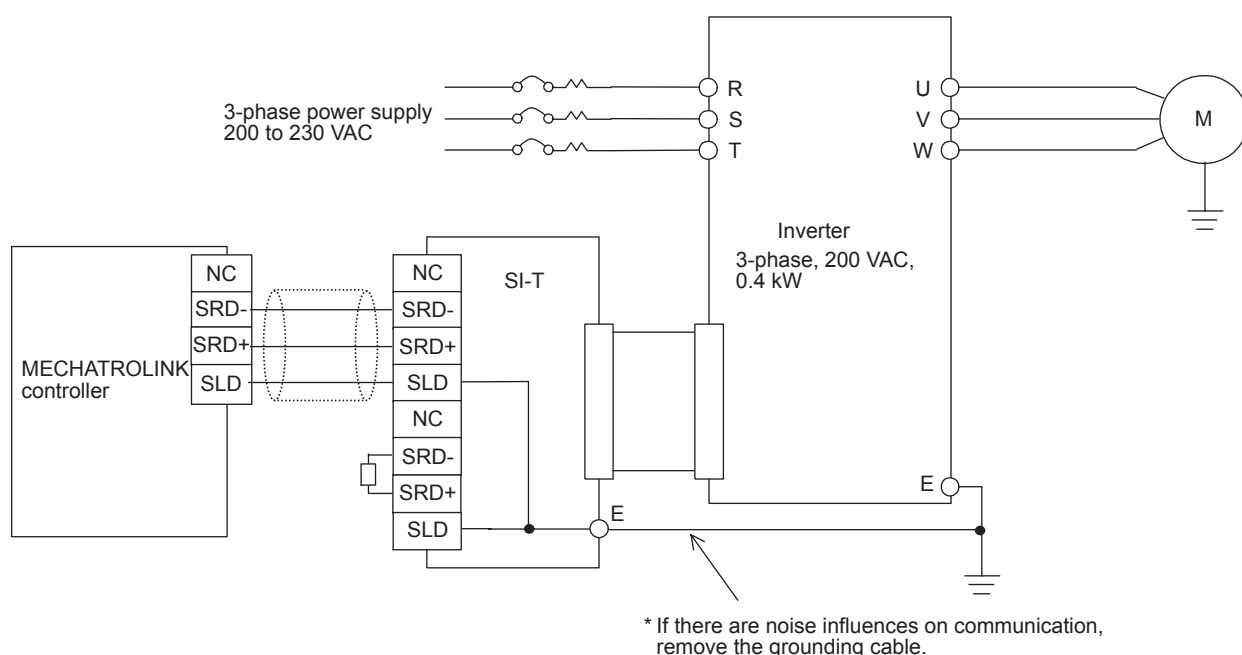 3-phase power supply
200 to 230 VAC
R
S
T
U
V
W
M
Inverter
3-phase, 200 VAC,
0.4 kW
MECHATROLINK
controller
NC
SRD-
SRD+
SLD
NC
SRD-
SRD+
SLD
NC
SRD-
SRD+
SLD
SI-T
E
E
* If there are noise influences on communication,
remove the grounding cable.